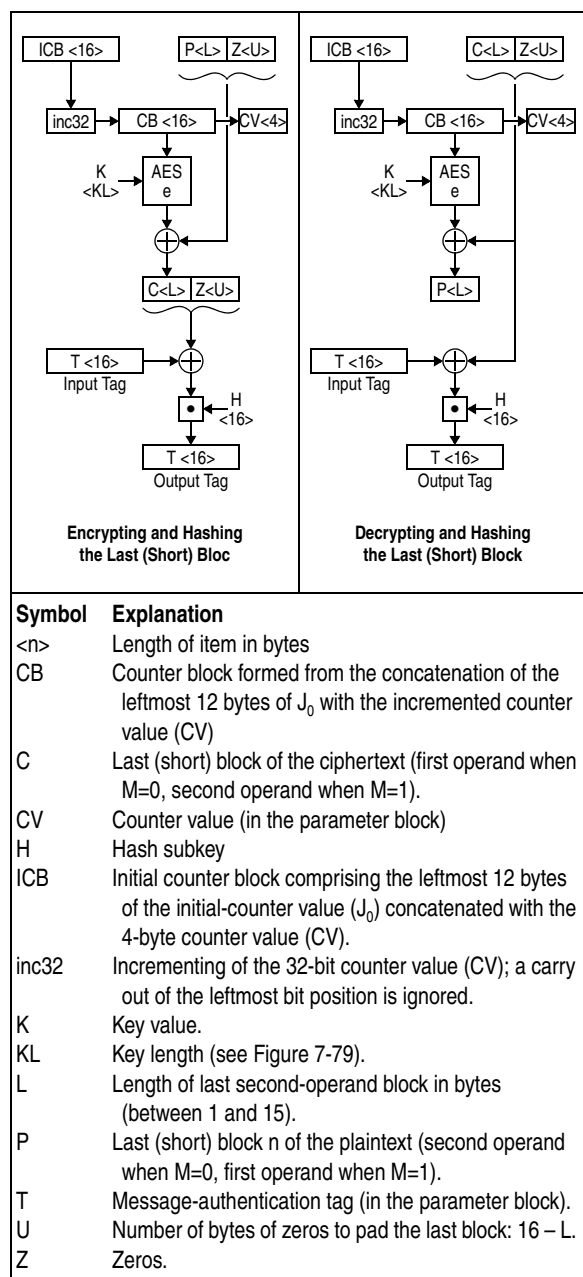 ICB <16>
P<L> Z<U>
inc32
CB <16>
CV<4>
K
<KL>
AES
e
C<L> Z<U>
T <16>
Input Tag
H
<16>
T <16>
Output Tag
Encrypting and Hashing
the Last (Short) Bloc
ICB <16>
C<L> Z<U>
inc32
CB <16>
CV<4>
K
<KL>
AES
e
P<L>
T <16>
Input Tag
H
<16>
T <16>
Output Tag
Decrypting and Hashing
the Last (Short) Block
Symbol Explanation
<n> Length of item in bytes
CB Counter block formed from the concatenation of the
leftmost 12 bytes of J0 with the incremented counter
value (CV)
C Last (short) block of the ciphertext (first operand when
M=0, second operand when M=1).
CV Counter value (in the parameter block)
H Hash subkey
ICB Initial counter block comprising the leftmost 12 bytes
of the initial-counter value (J0) concatenated with the
4-byte counter value (CV).
inc32 Incrementing of the 32-bit counter value (CV); a carry
out of the leftmost bit position is ignored.
K Key value.
KL Key length (see Figure 7-79).
L Length of last second-operand block in bytes
(between 1 and 15).
P Last (short) block n of the plaintext (second operand
when M=0, first operand when M=1).
T Message-authentication tag (in the parameter block).
U Number of bytes of zeros to pad the last block: 16 – L.
Z Zeros.